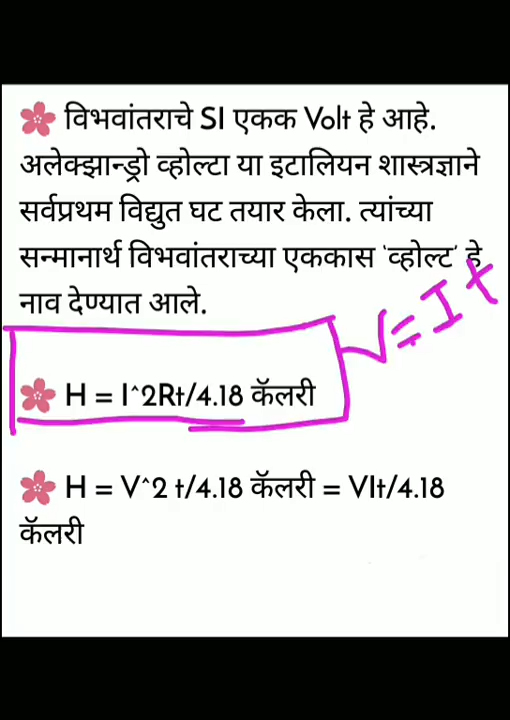 🌸 विभवांतराचे SI एकक Volt हे आहे.
अलेक्झान्ड्रो व्होल्टा या इटालियन शास्त्रज्ञाने
सर्वप्रथम विद्युत घट तयार केला. त्यांच्या
सन्मानार्थ विभवांतराच्या एककास 'व्होल्ट' हे
नाव देण्यात आले.
V = I t
🌸 H = I^2Rt/4.18 कॅलरी
🌸 H = V^2 t/4.18 कॅलरी = VIt/4.18
कॅलरी